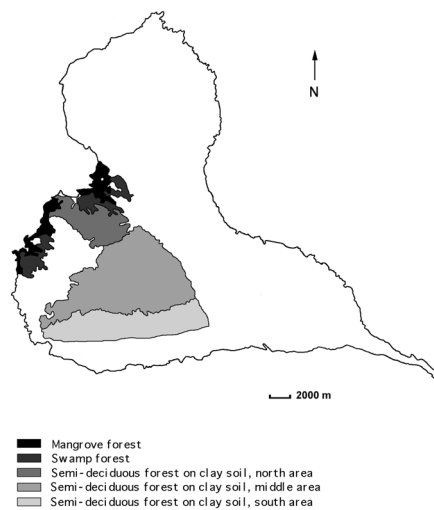 N
2000 m
Mangrove forest
Swamp forest
Semi-deciduous forest on clay soil, north area
Semi-deciduous forest on clay soil, middle area
Semi-deciduous forest on clay soil, south area